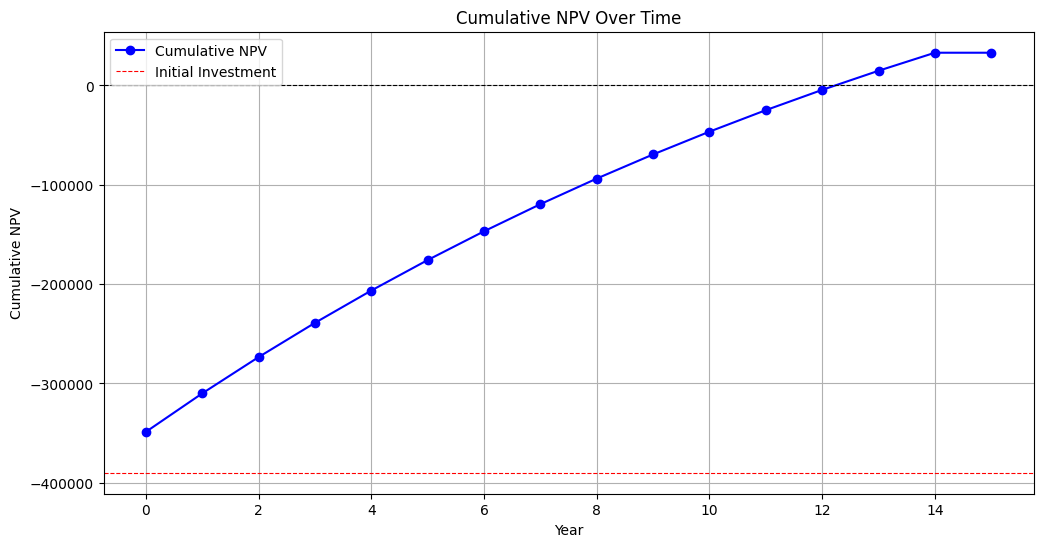 Cumulative NPV Over Time
Cumulative NPV
Initial Investment
0
−100000
−200000
−300000
−400000
Cumulative NPV
0 2 4 6 8 10 12 14
Year